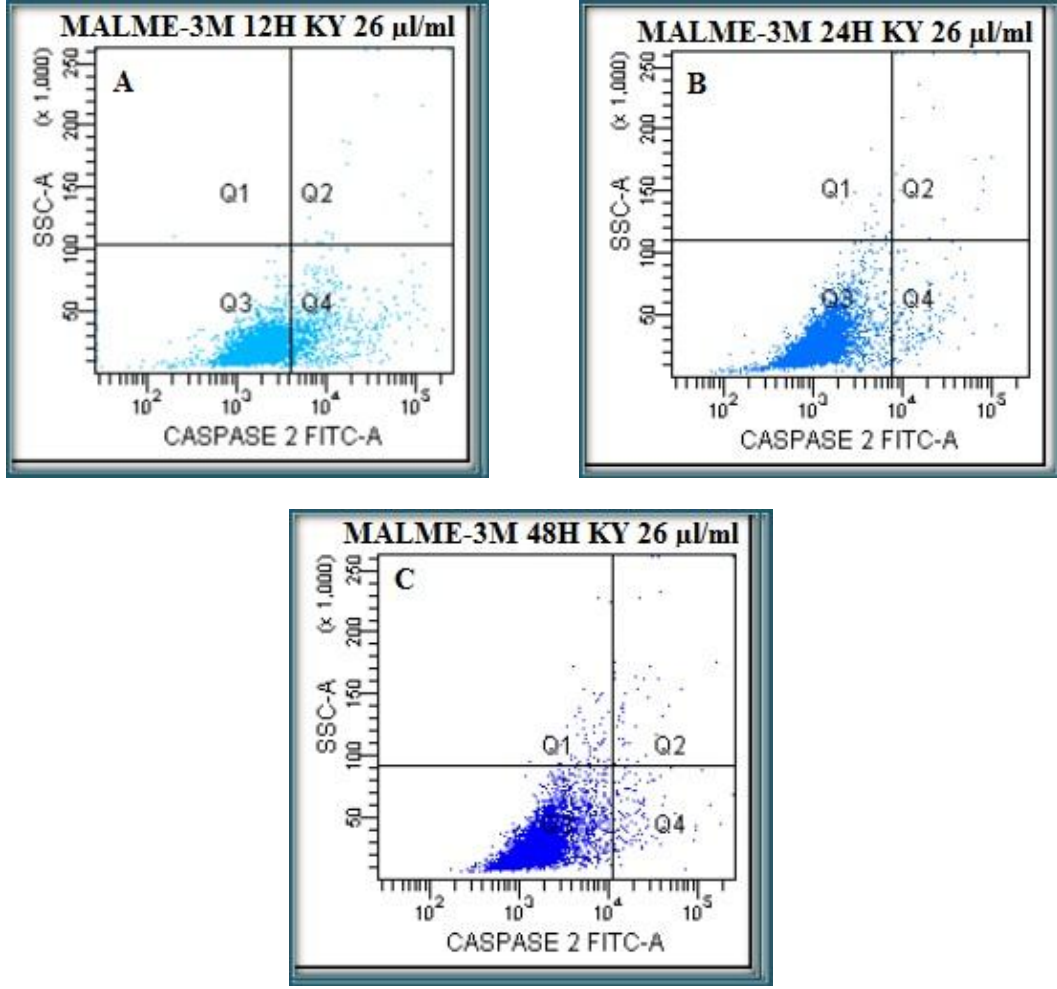 MALME-3M 12H KY 26 µl/ml
A
(x 1,000)
250
200
150
100
50
SSC-A
Q1 Q2
Q3 Q4
10² 10³ 10⁴ 10⁵
CASPASE 2 FITC-A
MALME-3M 24H KY 26 µl/ml
B
(x 1,000)
250
200
150
100
50
SSC-A
Q1 Q2
Q3 Q4
10² 10³ 10⁴ 10⁵
CASPASE 2 FITC-A
MALME-3M 48H KY 26 µl/ml
C
(x 1,000)
250
200
150
100
50
SSC-A
Q1 Q2
Q4
10² 10³ 10⁴ 10⁵
CASPASE 2 FITC-A